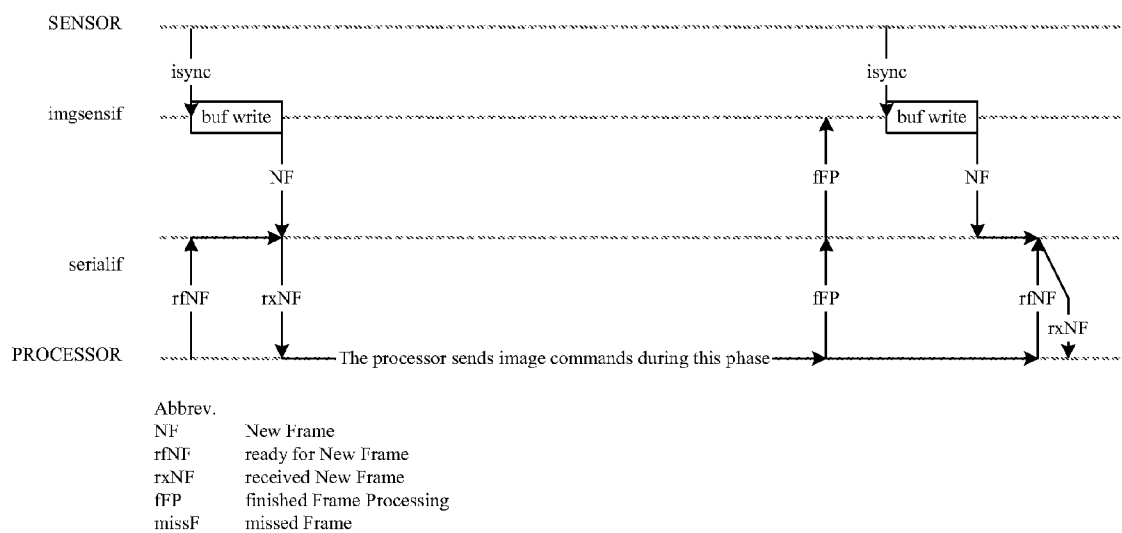 SENSOR
isync isync
imgsensif buf write buf write
NF fFP NF
serialif
rfNF rxNF fFP rfNF
rxNF
PROCESSOR The processor sends image commands during this phase
Abbrev.
NF New Frame
rfNF ready for New Frame
rxNF received New Frame
fFP finished Frame Processing
missF missed Frame